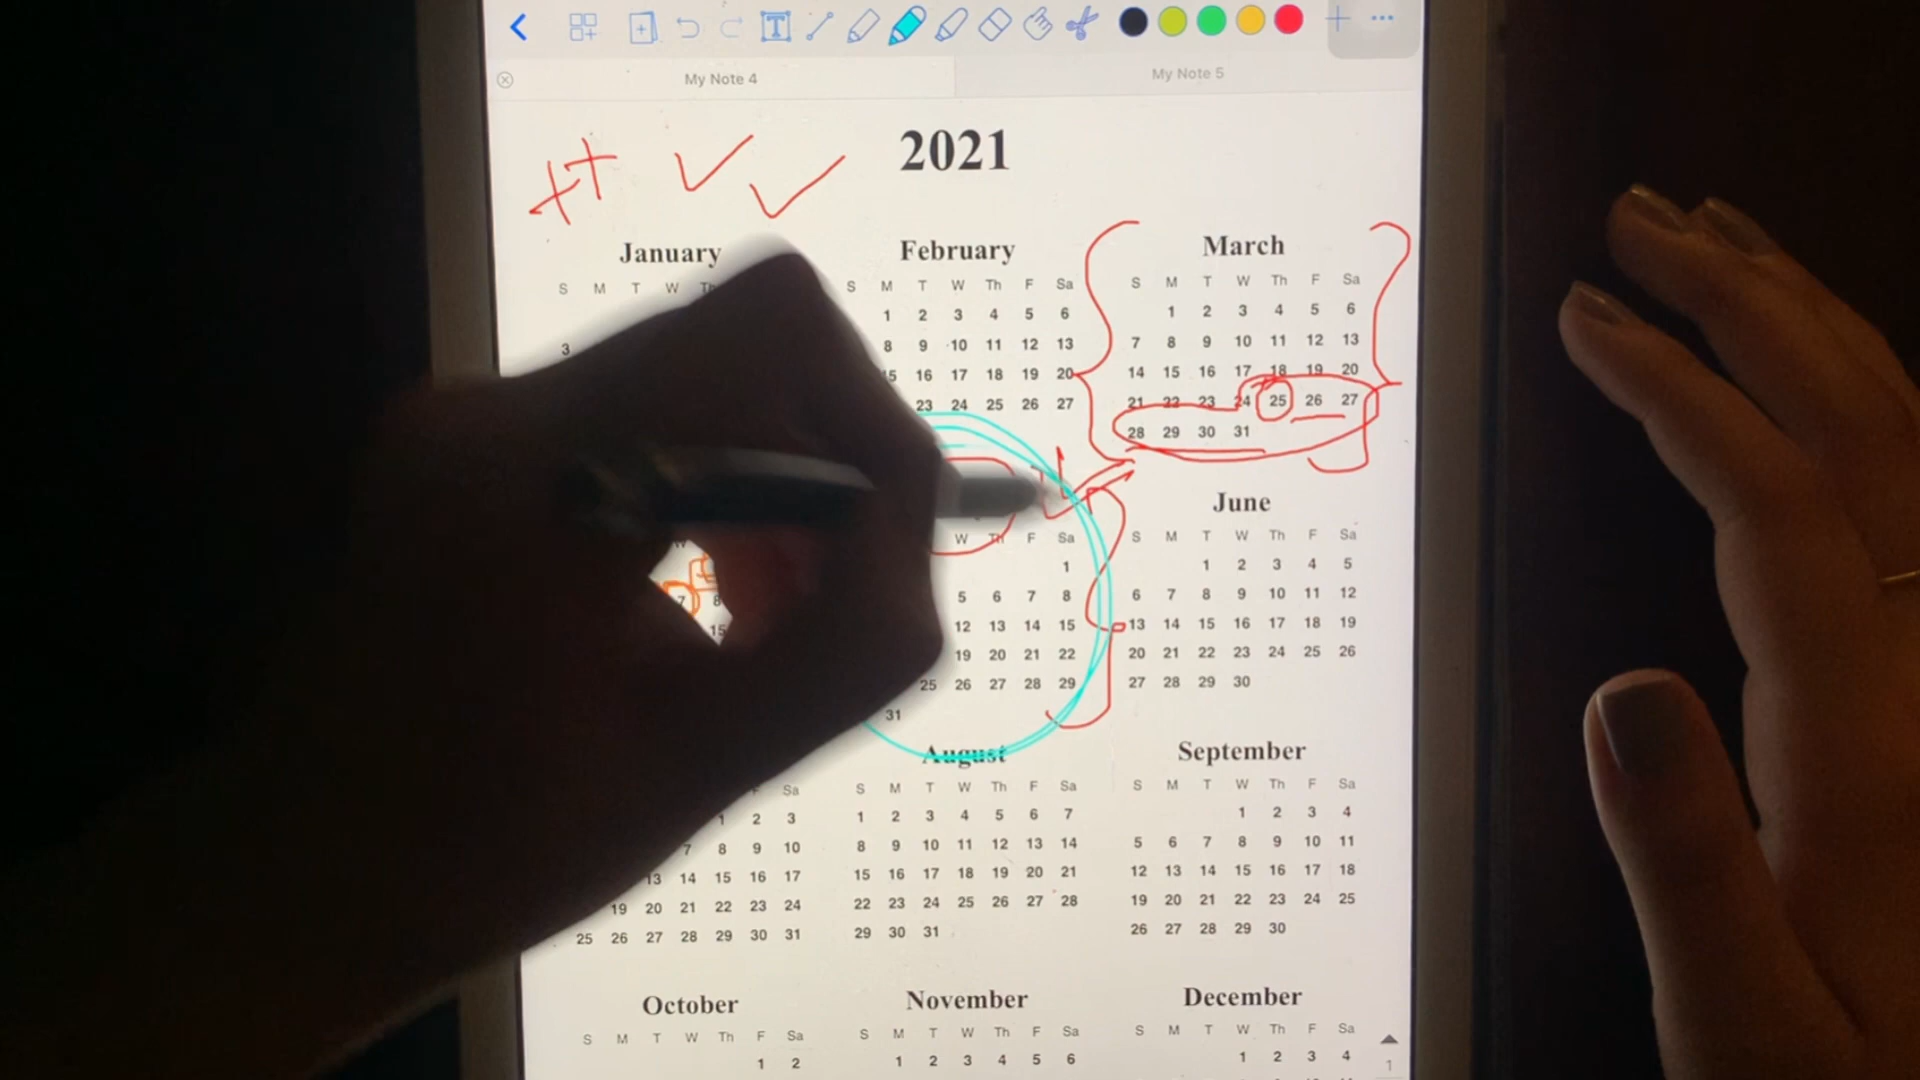 My Note 4 My Note 5
2021
January February March
S M T W S M T W Th F Sa S M T W Th F Sa
1 2 3 4 5 6 1 2 3 4 5 6
3 8 9 10 11 12 13 7 8 9 10 11 12 13
16 17 18 19 20 14 15 16 17 18 19 20
23 24 25 26 27 21 22 23 24 25 26 27
28 29 30 31
June
W Th F Sa S M T W Th F Sa
1 1 2 3 4 5
7 8 5 6 7 8 6 7 8 9 10 11 12
15 12 13 14 15 13 14 15 16 17 18 19
19 20 21 22 20 21 22 23 24 25 26
25 26 27 28 29 27 28 29 30
31
August September
Sa S M T W Th F Sa S M T W Th F Sa
1 2 3 1 2 3 4 5 6 7 1 2 3 4
7 8 9 10 8 9 10 11 12 13 14 5 6 7 8 9 10 11
13 14 15 16 17 15 16 17 18 19 20 21 12 13 14 15 16 17 18
19 20 21 22 23 24 22 23 24 25 26 27 28 19 20 21 22 23 24 25
25 26 27 28 29 30 31 29 30 31 26 27 28 29 30
October November December
S M T W Th F Sa S M T W Th F Sa S M T W Th F Sa
1 2 1 2 3 4 5 6 1 2 3 4
1